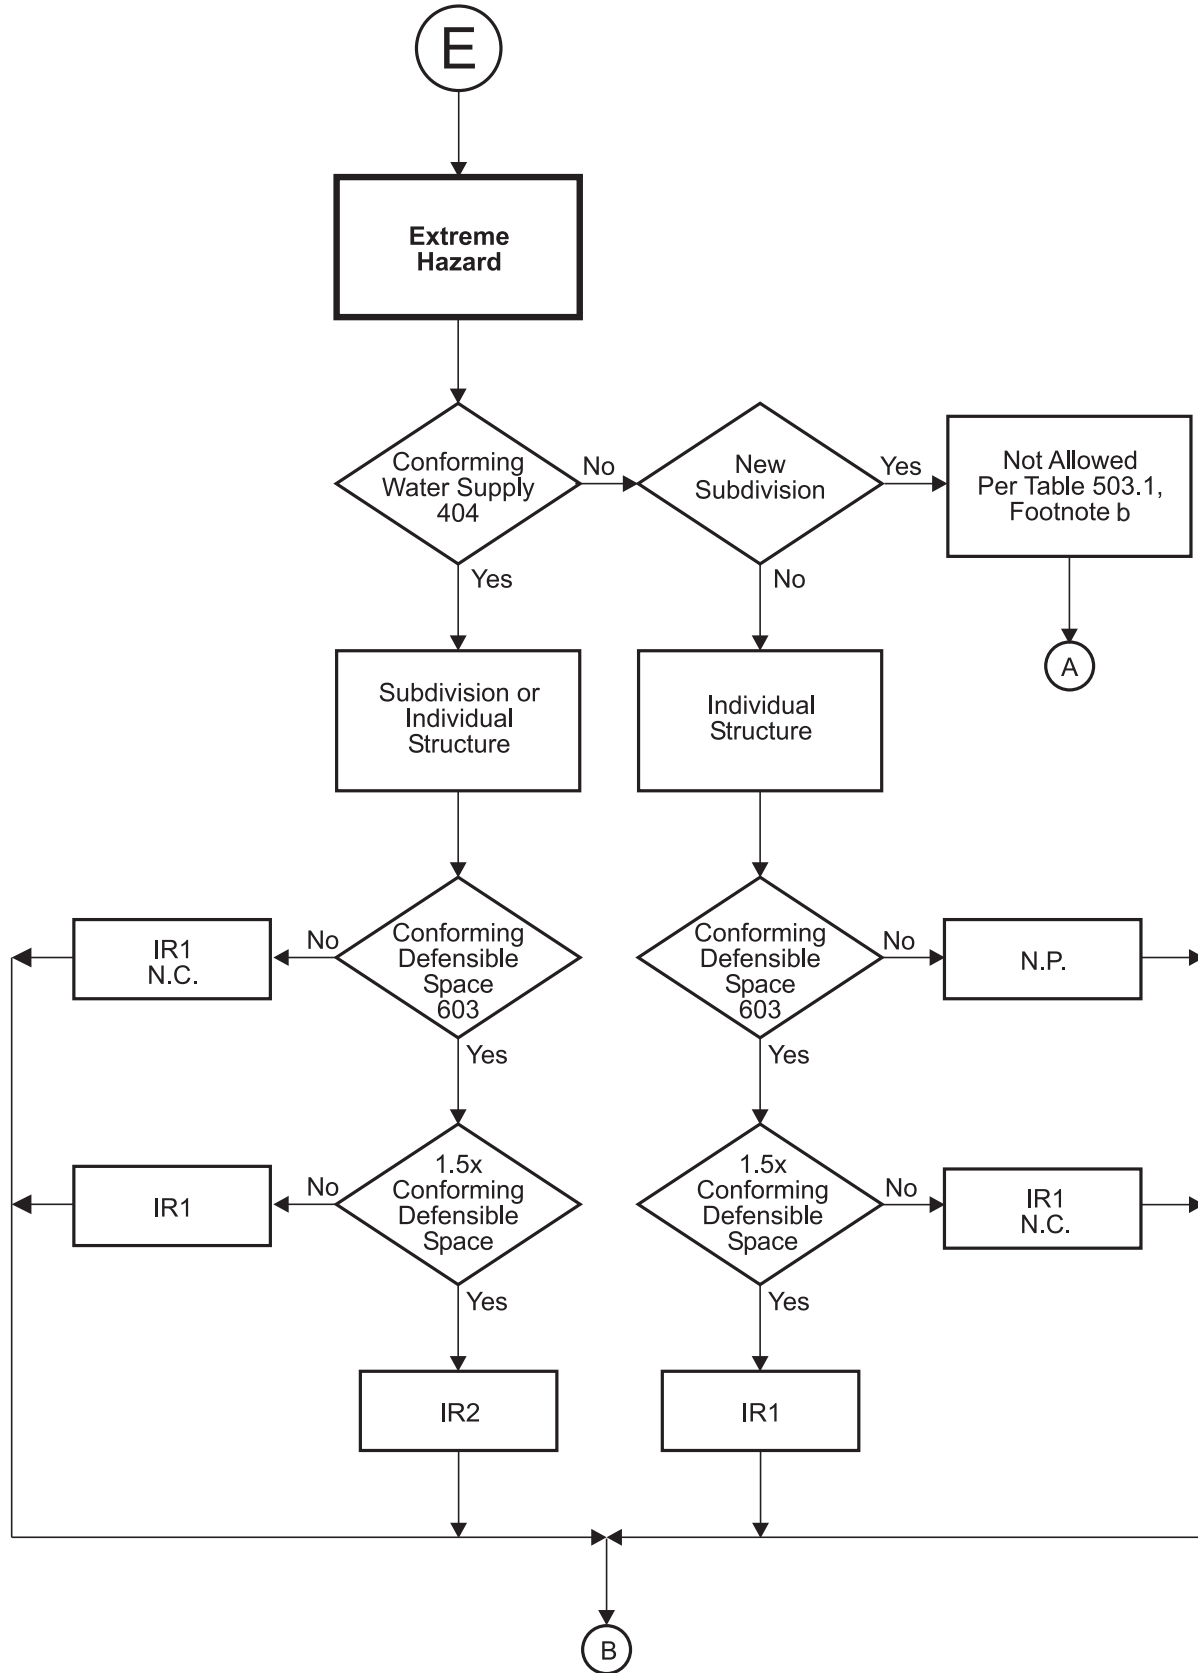 E
Extreme
Hazard
Conforming
Water Supply
404
No
New
Subdivision
Yes
Not Allowed
Per Table 503.1,
Footnote b
Yes
No
A
Subdivision or
Individual
Structure
Individual
Structure
IR1
N.C.
No
Conforming
Defensible
Space
603
Conforming
Defensible
Space
603
No
N.P.
Yes
Yes
IR1
No
1.5x
Conforming
Defensible
Space
1.5x
Conforming
Defensible
Space
No
IR1
N.C.
Yes
Yes
IR2
IR1
B